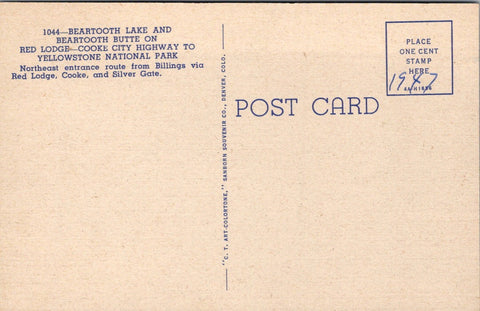 1044—BEARTOOTH LAKE AND
BEARTOOTH BUTTE ON
RED LODGE—COOKE CITY HIGHWAY TO
YELLOWSTONE NATIONAL PARK
Northeast entrance route from Billings via
Red Lodge, Cooke, and Silver Gate.
"C. T. ART-COLORTONE," SANBORN SOUVENIR CO., DENVER, COLO.
POST CARD
PLACE
ONE CENT
STAMP
HERE
1947